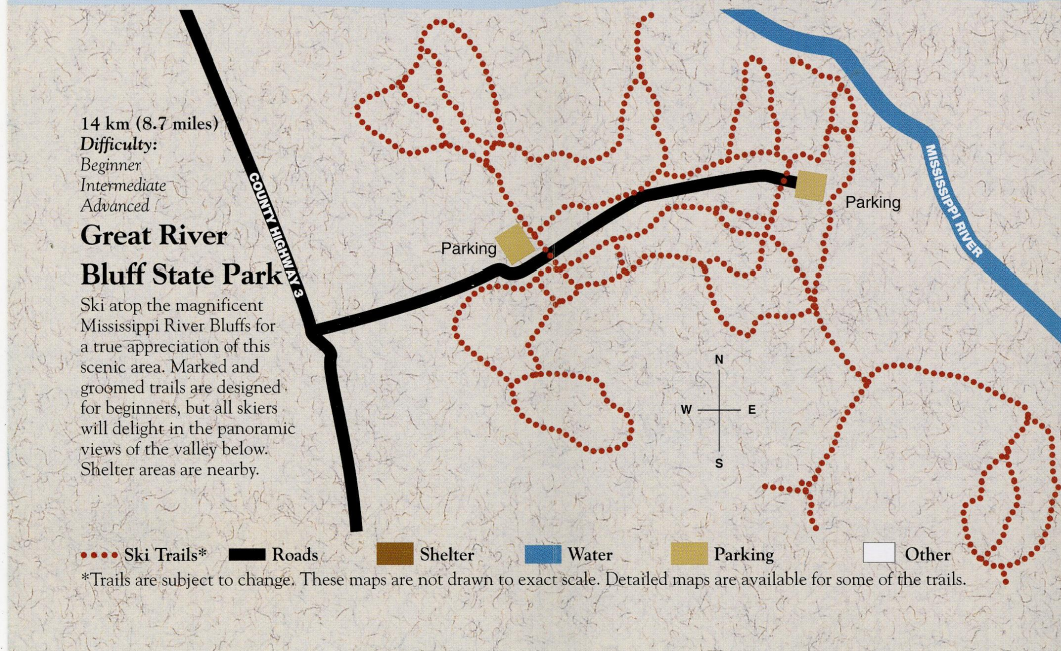 14 km (8.7 miles)
Difficulty:
Beginner
Intermediate
Advanced
Great River
Bluff State Park
Ski atop the magnificent
Mississippi River Bluffs for
a true appreciation of this
scenic area. Marked and
groomed trails are designed
for beginners, but all skiers
will delight in the panoramic
views of the valley below.
Shelter areas are nearby.
COUNTY HIGHWAY 3
Parking
Parking
MISSISSIPPI RIVER
N
W E
S
Ski Trails* Roads Shelter Water Parking Other
*Trails are subject to change. These maps are not drawn to exact scale. Detailed maps are available for some of the trails.